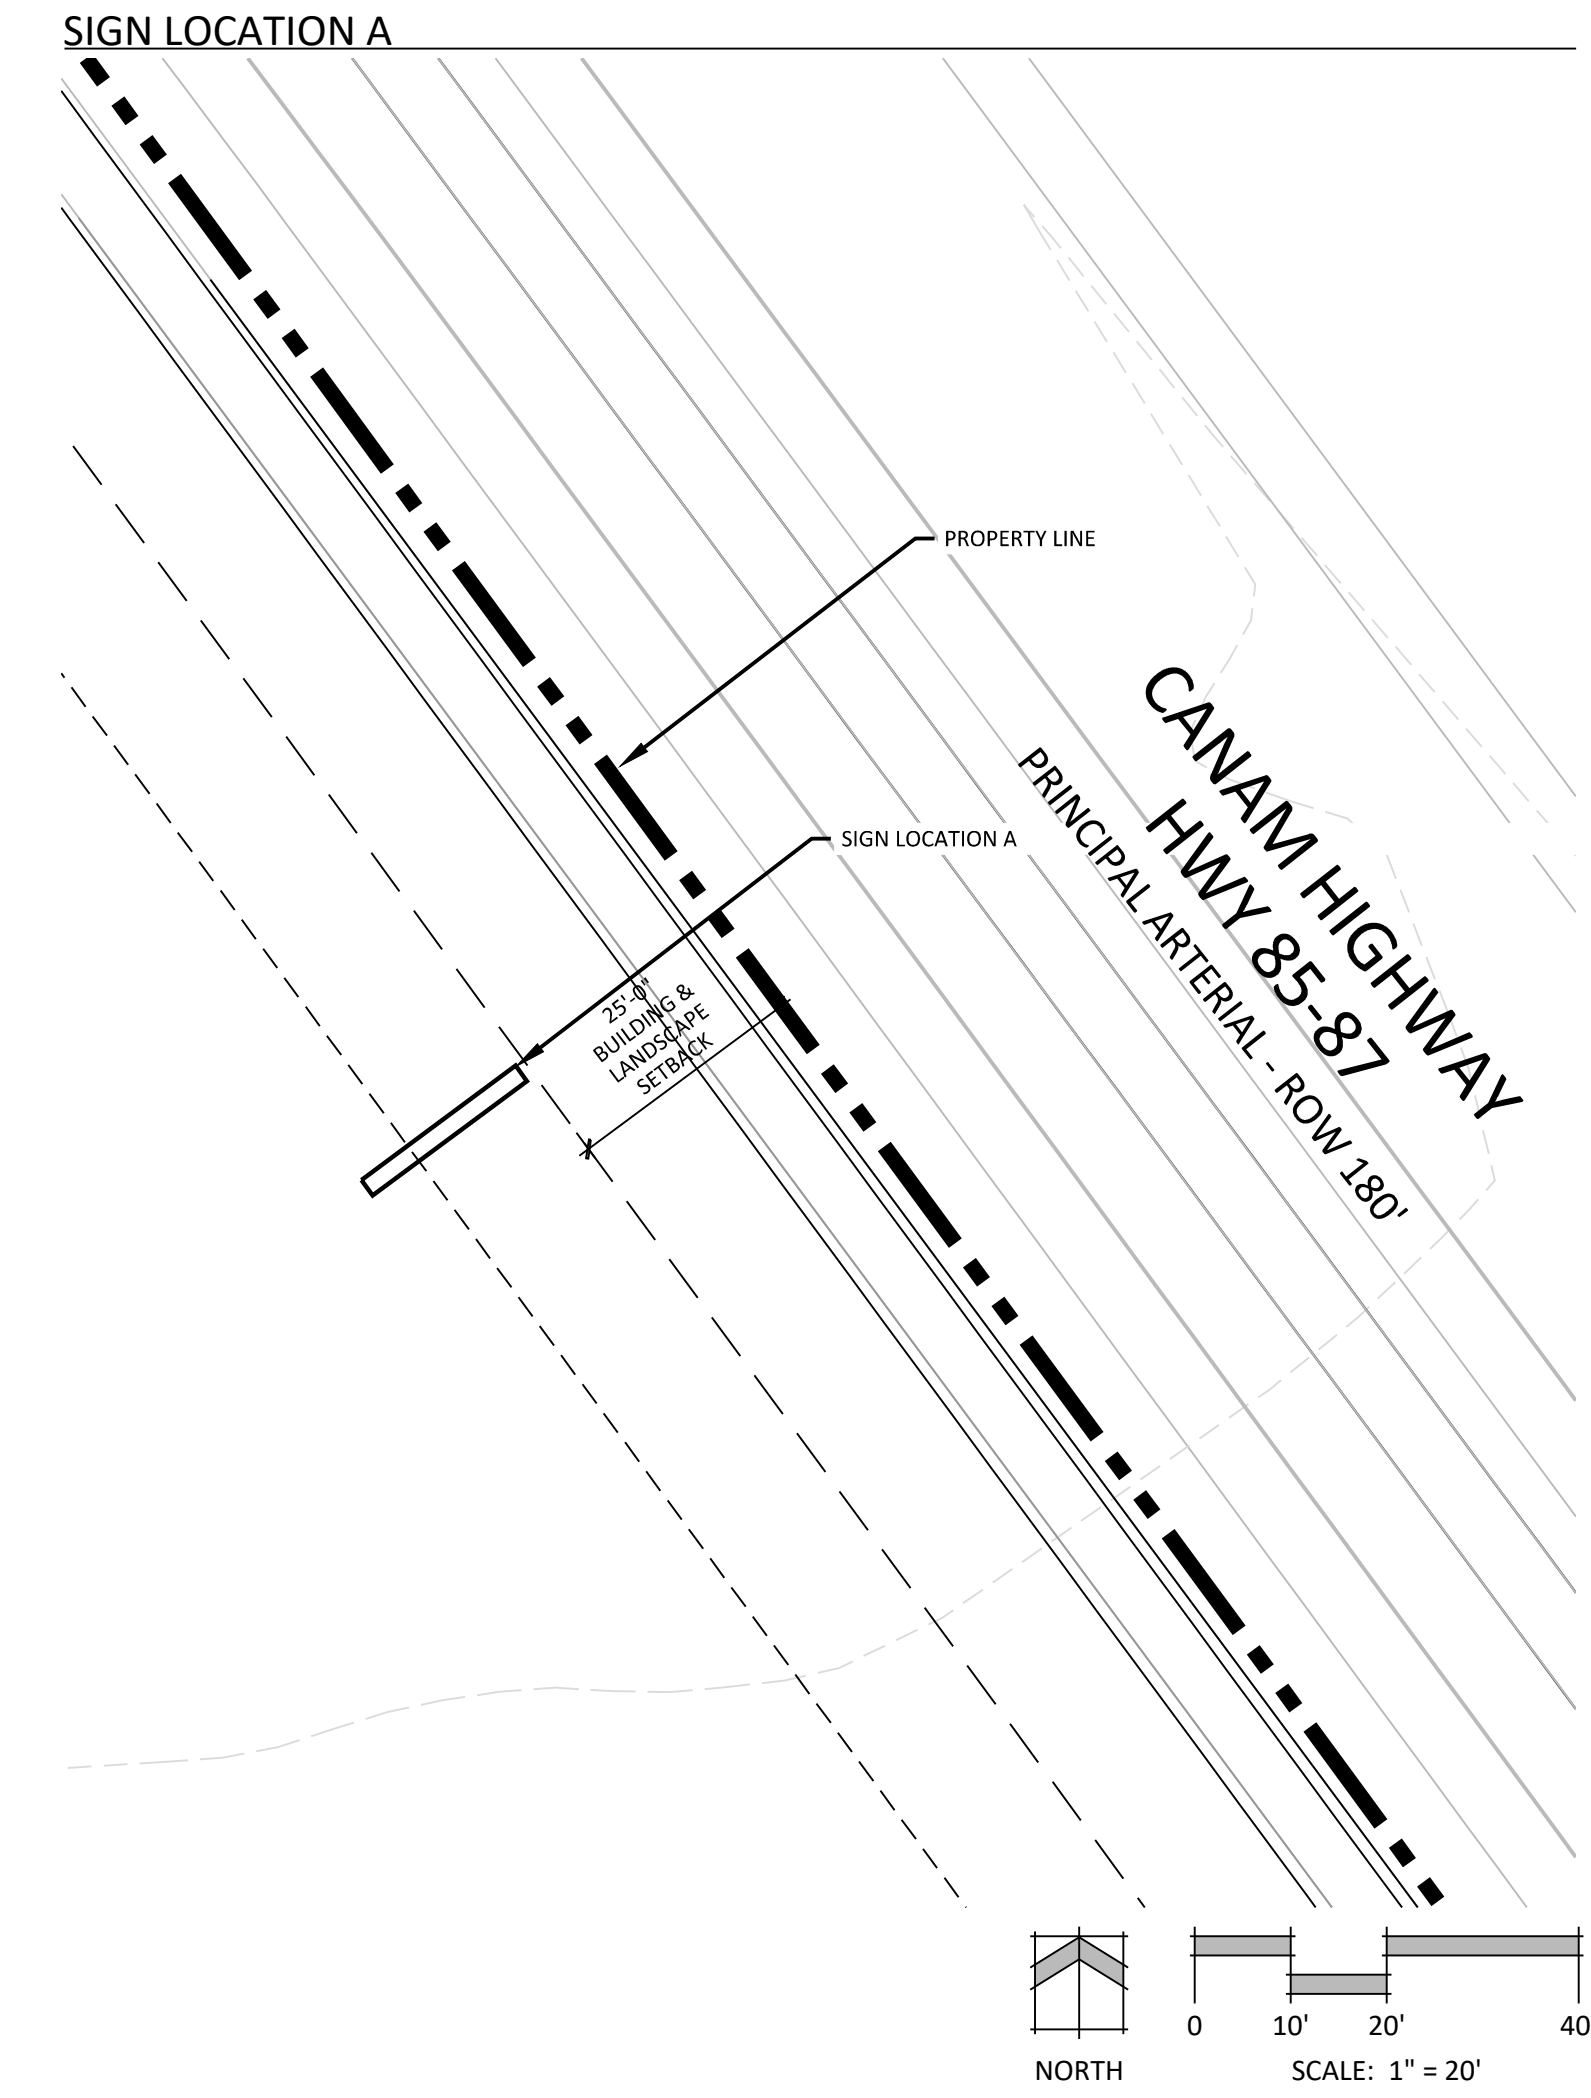 SIGN LOCATION A
PROPERTY LINE
SIGN LOCATION A
CANAM HIGHWAY
HWY 85-87
PRINCIPAL ARTERIAL - ROW 180'
25'-0"
BUILDING &
LANDSCAPE
SETBACK
0 10' 20' 40
NORTH
SCALE: 1" = 20'